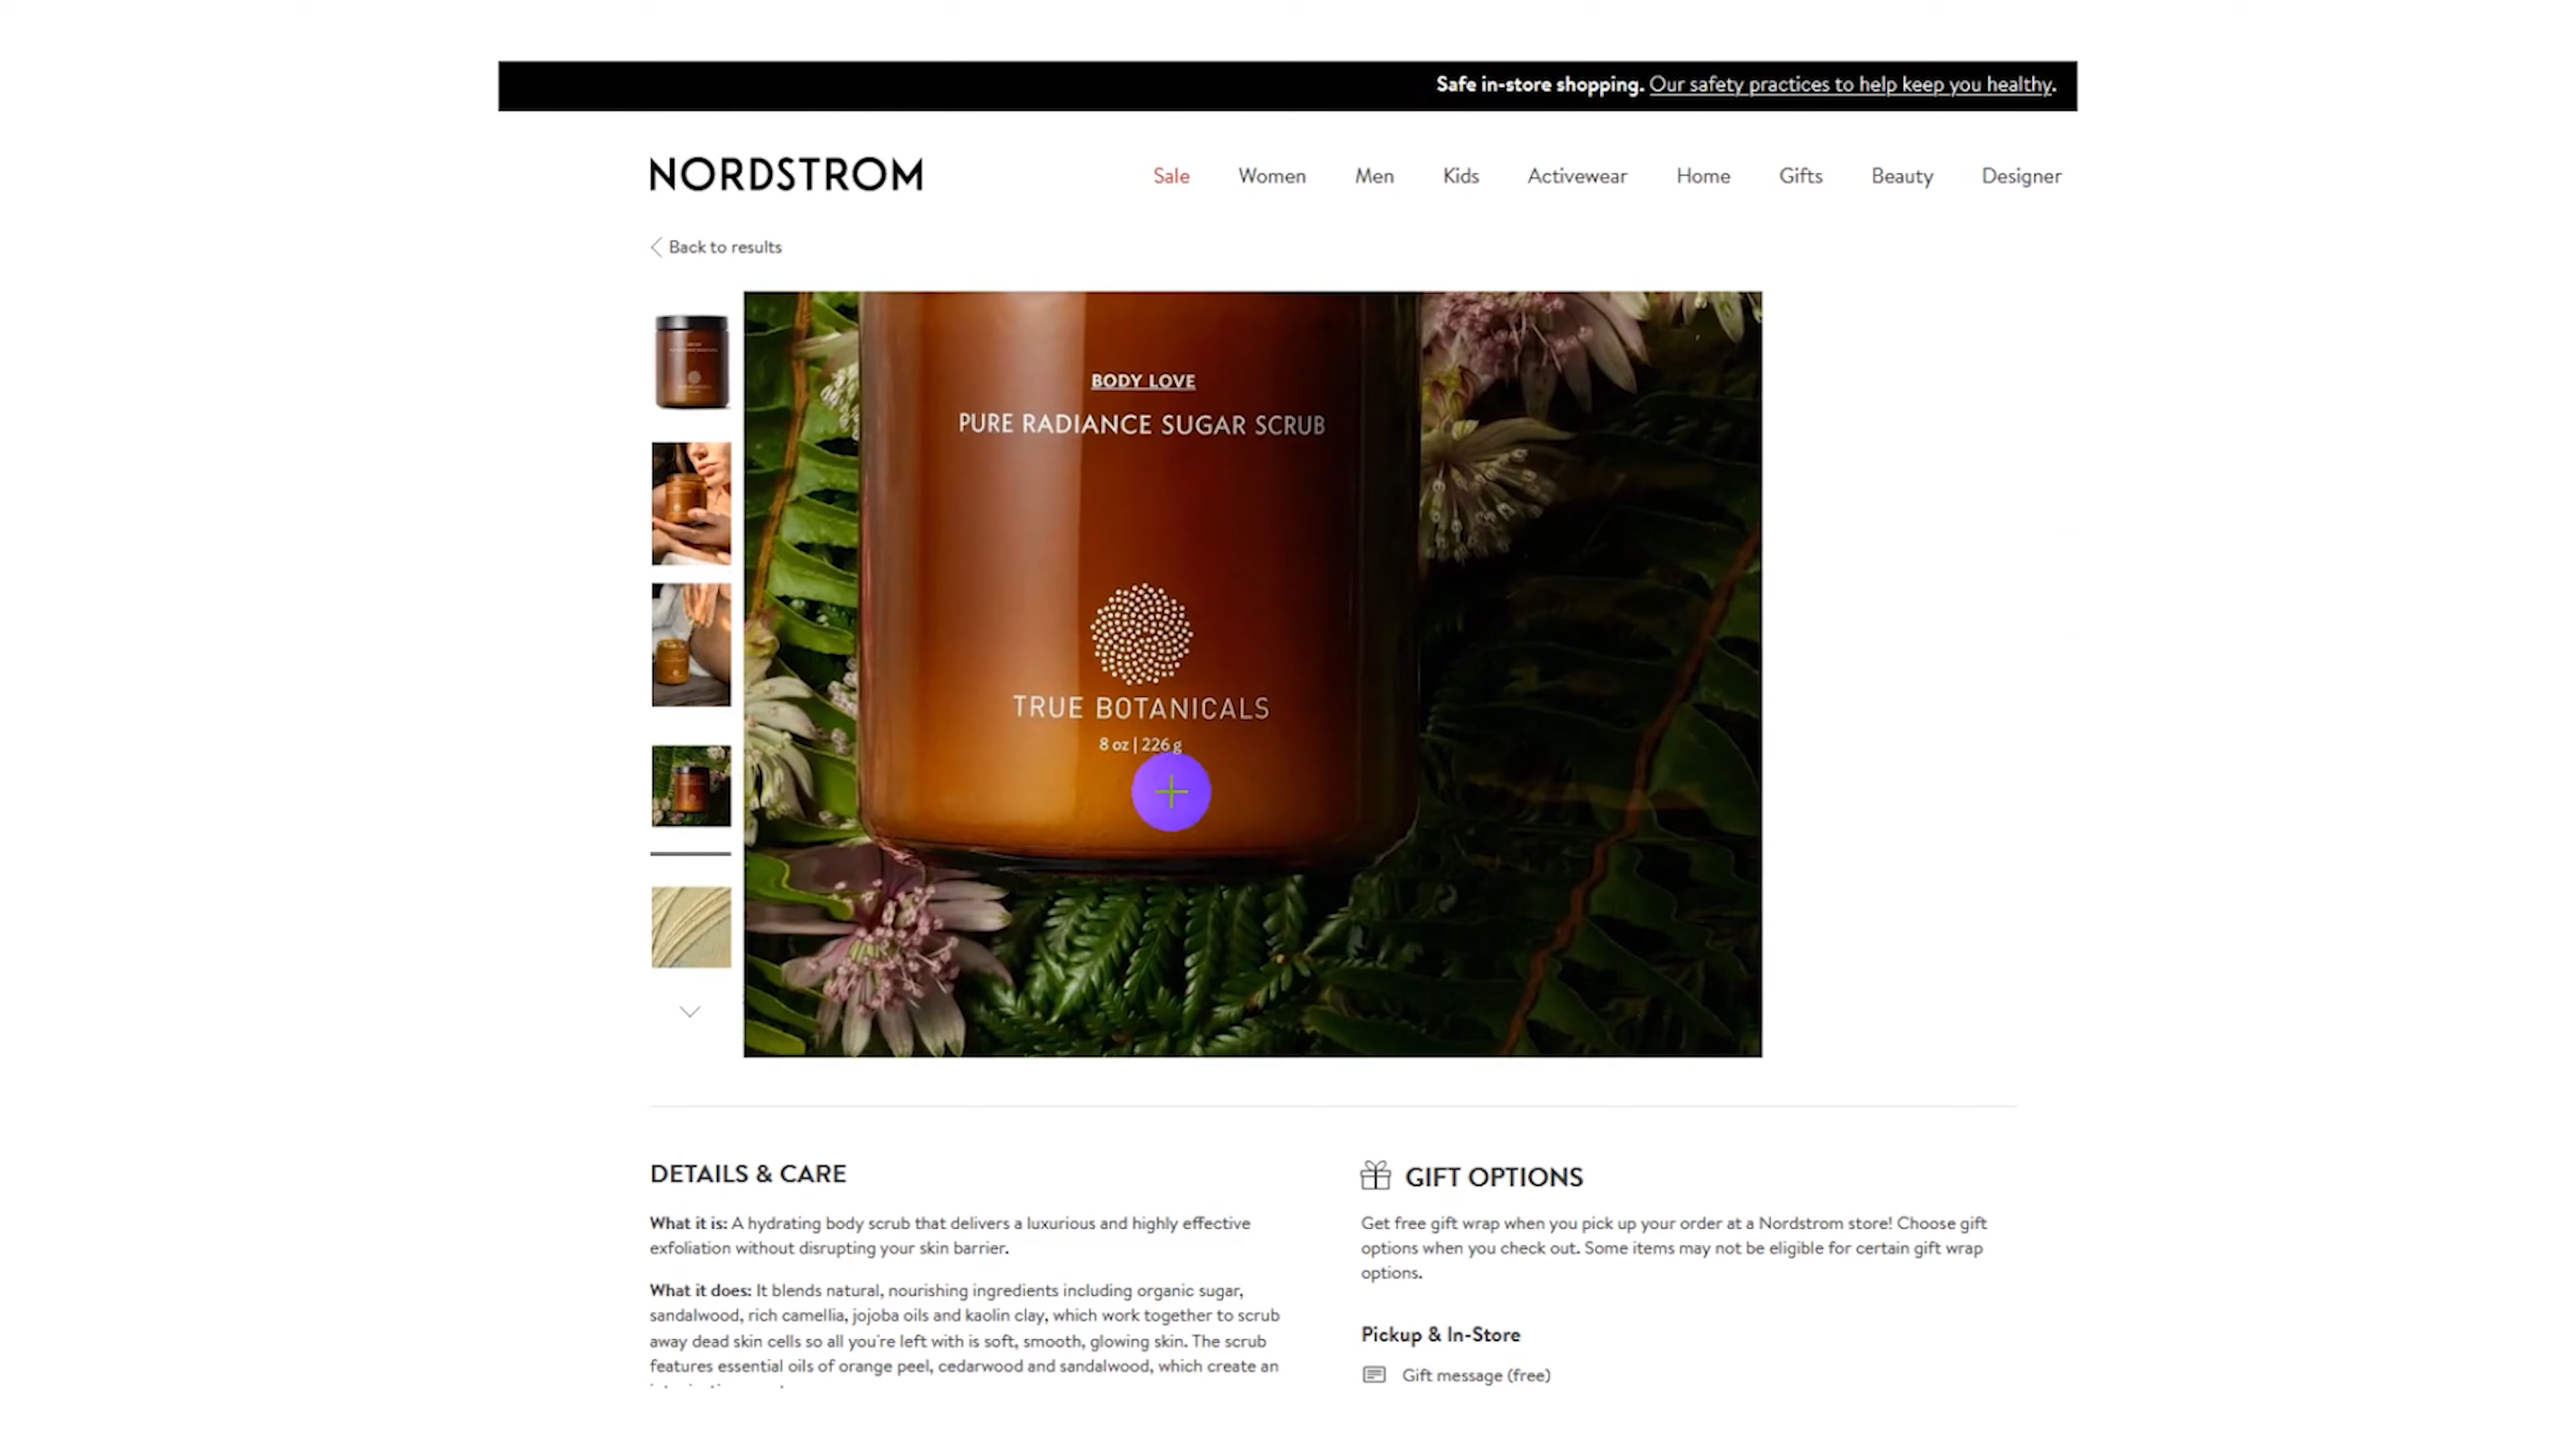 Safe in-store shopping. Our safety practices to help keep you healthy.
NORDSTROM
Sale Women Men Kids Activewear Home Gifts Beauty Designer
Back to results
BODY LOVE
PURE RADIANCE SUGAR SCRUB
TRUE BOTANICALS
8 oz | 226 g
DETAILS & CARE
What it is: A hydrating body scrub that delivers a luxurious and highly effective
exfoliation without disrupting your skin barrier.
What it does: It blends natural, nourishing ingredients including organic sugar,
sandalwood, rich camellia, jojoba oils and kaolin clay, which work together to scrub
away dead skin cells so all you're left with is soft, smooth, glowing skin. The scrub
features essential oils of orange peel, cedarwood and sandalwood, which create an
GIFT OPTIONS
Get free gift wrap when you pick up your order at a Nordstrom store! Choose gift
options when you check out. Some items may not be eligible for certain gift wrap
options.
Pickup & In-Store
Gift message (free)